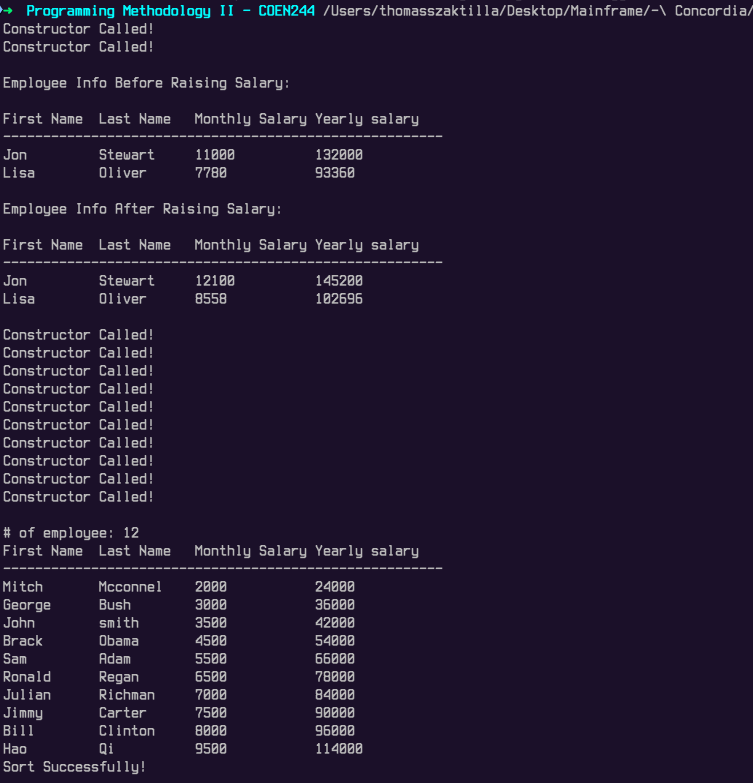 → Programming Methodology II - COEN244 /Users/thomasszaktilla/Desktop/Mainframe/-\ Concordia/
Constructor Called!
Constructor Called!
Employee Info Before Raising Salary:
First Name Last Name Monthly Salary Yearly salary
-------------------------------------------------------
Jon Stewart 11000 132000
Lisa Oliver 7780 93360
Employee Info After Raising Salary:
First Name Last Name Monthly Salary Yearly salary
-------------------------------------------------------
Jon Stewart 12100 145200
Lisa Oliver 8558 102696
Constructor Called!
Constructor Called!
Constructor Called!
Constructor Called!
Constructor Called!
Constructor Called!
Constructor Called!
Constructor Called!
Constructor Called!
Constructor Called!
# of employee: 12
First Name Last Name Monthly Salary Yearly salary
-------------------------------------------------------
Mitch Mcconnel 2000 24000
George Bush 3000 36000
John smith 3500 42000
Brack Obama 4500 54000
Sam Adam 5500 66000
Ronald Regan 6500 78000
Julian Richman 7000 84000
Jimmy Carter 7500 90000
Bill Clinton 8000 96000
Hao Qi 9500 114000
Sort Successfully!